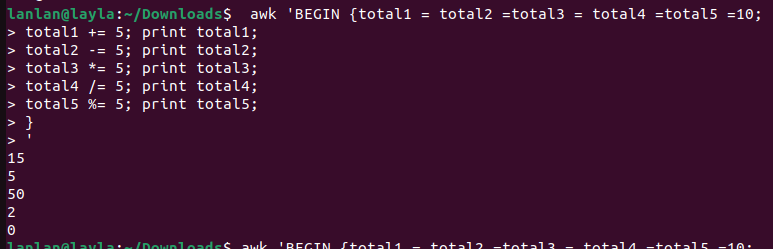 lanlan@layla:~/Downloads$  awk 'BEGIN {total1 = total2 =total3 = total4 =total5 =10;
> total1 += 5; print total1;
> total2 -= 5; print total2;
> total3 *= 5; print total3;
> total4 /= 5; print total4;
> total5 %= 5; print total5;
> }
> '
15
5
50
2
0
lanlan@layla:~/Downloads$ awk 'BEGIN {total1 = total2 =total3 = total4 =total5 =10;